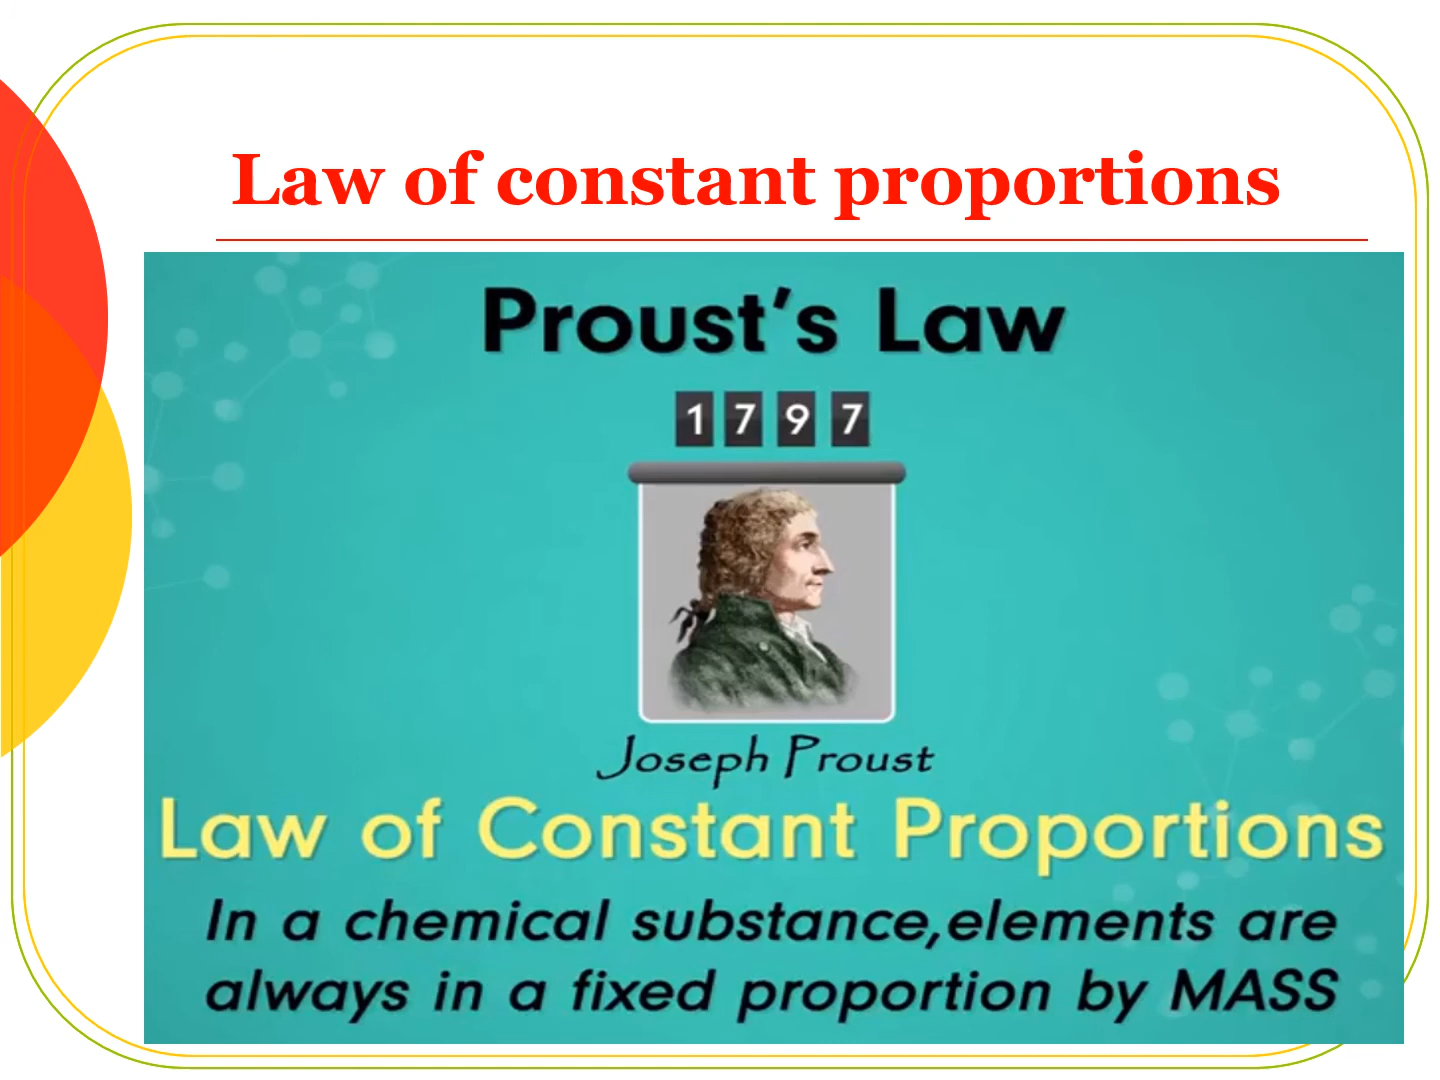 Law of constant proportions
Proust's Law
1797
Joseph Proust
Law of Constant Proportions
In a chemical substance,elements are
always in a fixed proportion by MASS